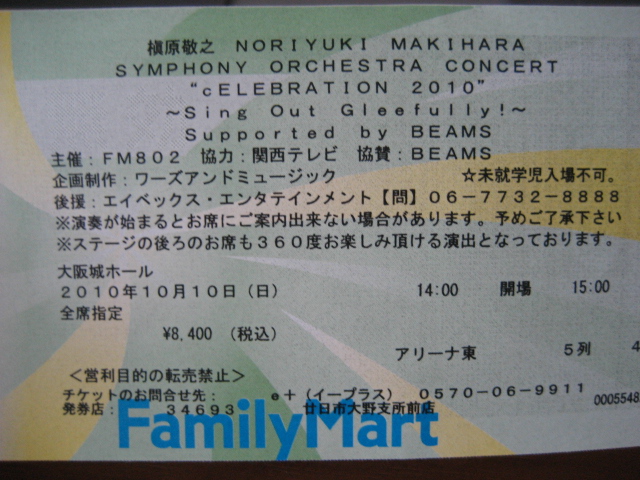 槇原敬之 NORIYUKI MAKIHARA
SYMPHONY ORCHESTRA CONCERT
“cELEBRATION 2010”
～Sing Out Gleefully!～
Supported by BEAMS
主催：FM802 協力：関西テレビ 協賛：BEAMS
企画制作：ワーズアンドミュージック ☆未就学児入場不可。
後援：エイベックス・エンタテインメント【問】06-7732-8888
※演奏が始まるとお席にご案内出来ない場合があります。予めご了承下さい
※ステージの後ろのお席も360度お楽しみ頂ける演出となっております。
大阪城ホール
2010年10月10日（日） 14:00 開場 15:00
全席指定
¥8,400 （税込）
アリーナ東 5列 4
＜営利目的の転売禁止＞
チケットのお問合せ先： e+（イープラス） 0570-06-9911
発券店： 34693 廿日市大野支所前店 0005548
FamilyMart